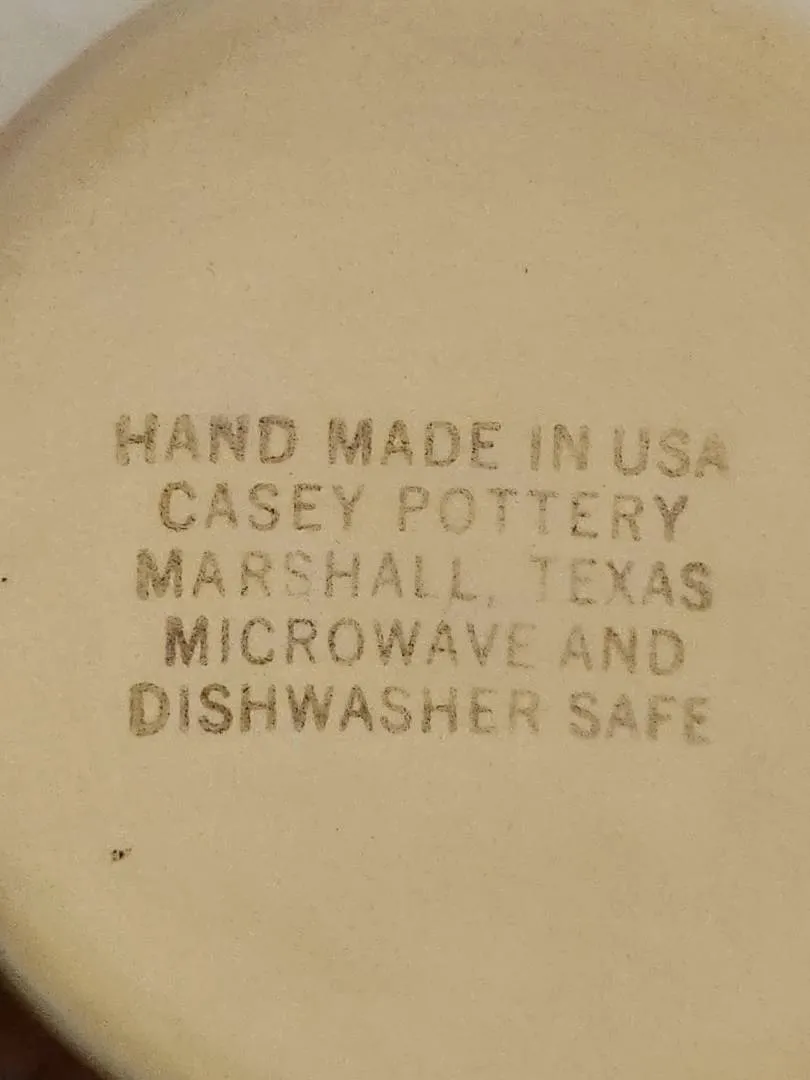 HAND MADE IN USA
CASEY POTTERY
MARSHALL, TEXAS
MICROWAVE AND
DISHWASHER SAFE